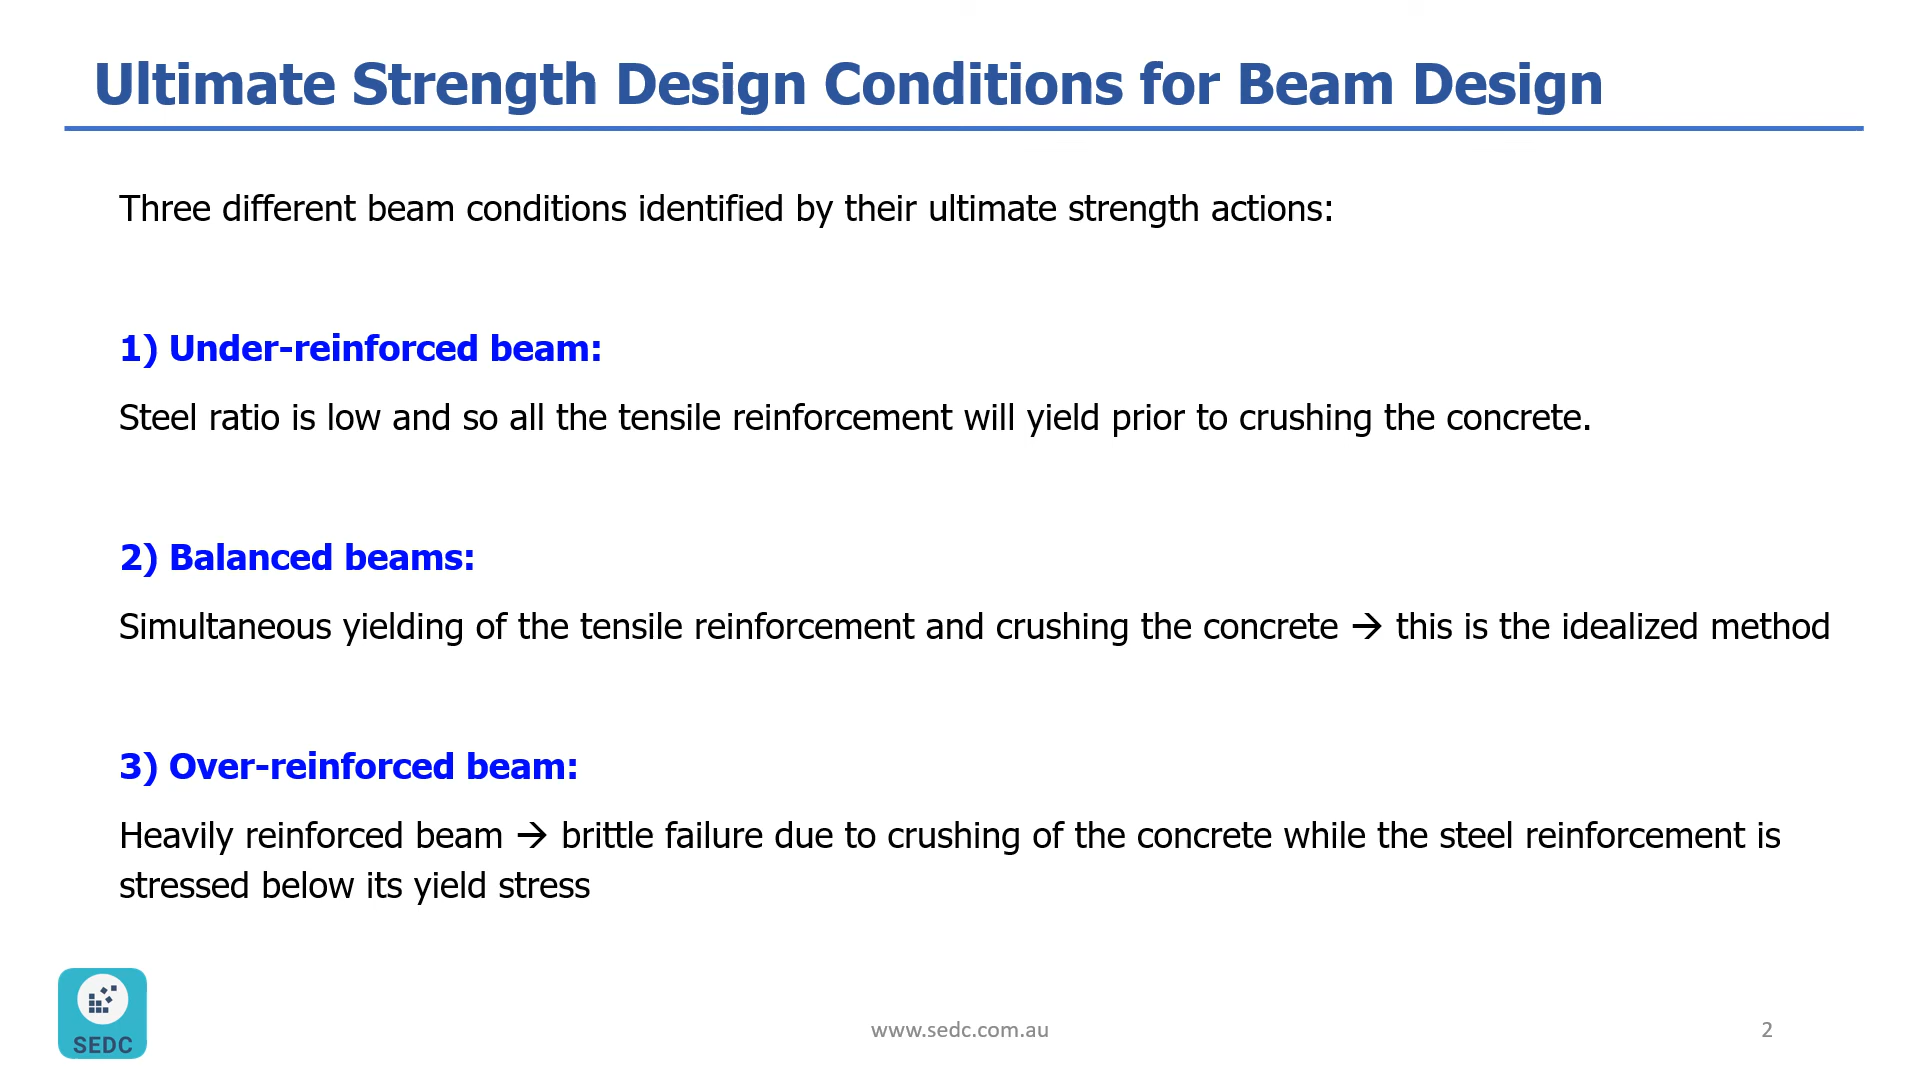 Ultimate Strength Design Conditions for Beam Design
Three different beam conditions identified by their ultimate strength actions:
1) Under-reinforced beam:
Steel ratio is low and so all the tensile reinforcement will yield prior to crushing the concrete.
2) Balanced beams:
Simultaneous yielding of the tensile reinforcement and crushing the concrete → this is the idealized method
3) Over-reinforced beam:
Heavily reinforced beam → brittle failure due to crushing of the concrete while the steel reinforcement is
stressed below its yield stress
SEDC
www.sedc.com.au
2